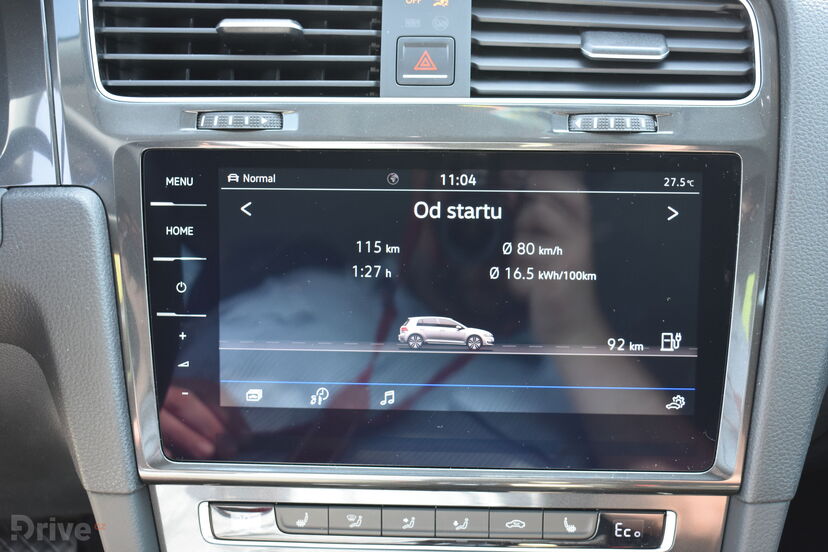 OFF
MENU
HOME
Normal
11:04
27.5°C
Od startu
115 km
Ø 80 km/h
1:27 h
Ø 16.5 kWh/100km
92 km
+
-
Eco
Drive